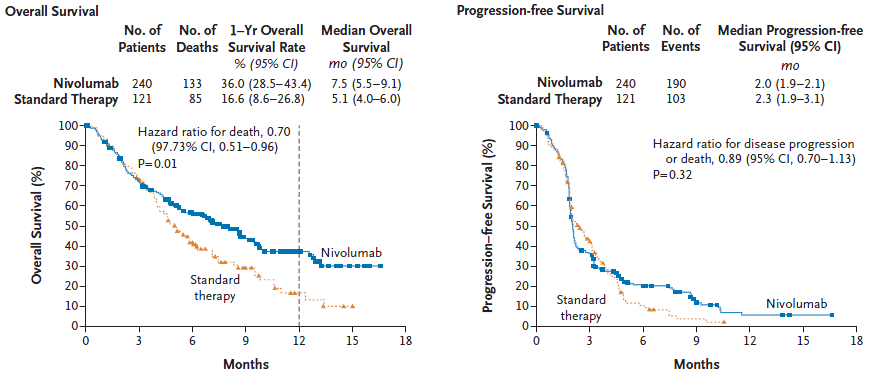 Overall Survival
No. of Patients
No. of Deaths
1–Yr Overall Survival Rate
Median Overall Survival
% (95% CI)
mo (95% CI)
Nivolumab 240 133 36.0 (28.5–43.4) 7.5 (5.5–9.1)
Standard Therapy 121 85 16.6 (8.6–26.8) 5.1 (4.0–6.0)
Hazard ratio for death, 0.70
(97.73% CI, 0.51–0.96)
P=0.01
Overall Survival (%)
100
90
80
70
60
50
40
30
20
10
0
Nivolumab
Standard
therapy
0 3 6 9 12 15 18
Months
Progression-free Survival
No. of Patients
No. of Events
Median Progression-free Survival (95% CI)
mo
Nivolumab 240 190 2.0 (1.9–2.1)
Standard Therapy 121 103 2.3 (1.9–3.1)
Hazard ratio for disease progression
or death, 0.89 (95% CI, 0.70–1.13)
P=0.32
Progression–free Survival (%)
100
90
80
70
60
50
40
30
20
10
0
Standard
therapy
Nivolumab
0 3 6 9 12 15 18
Months